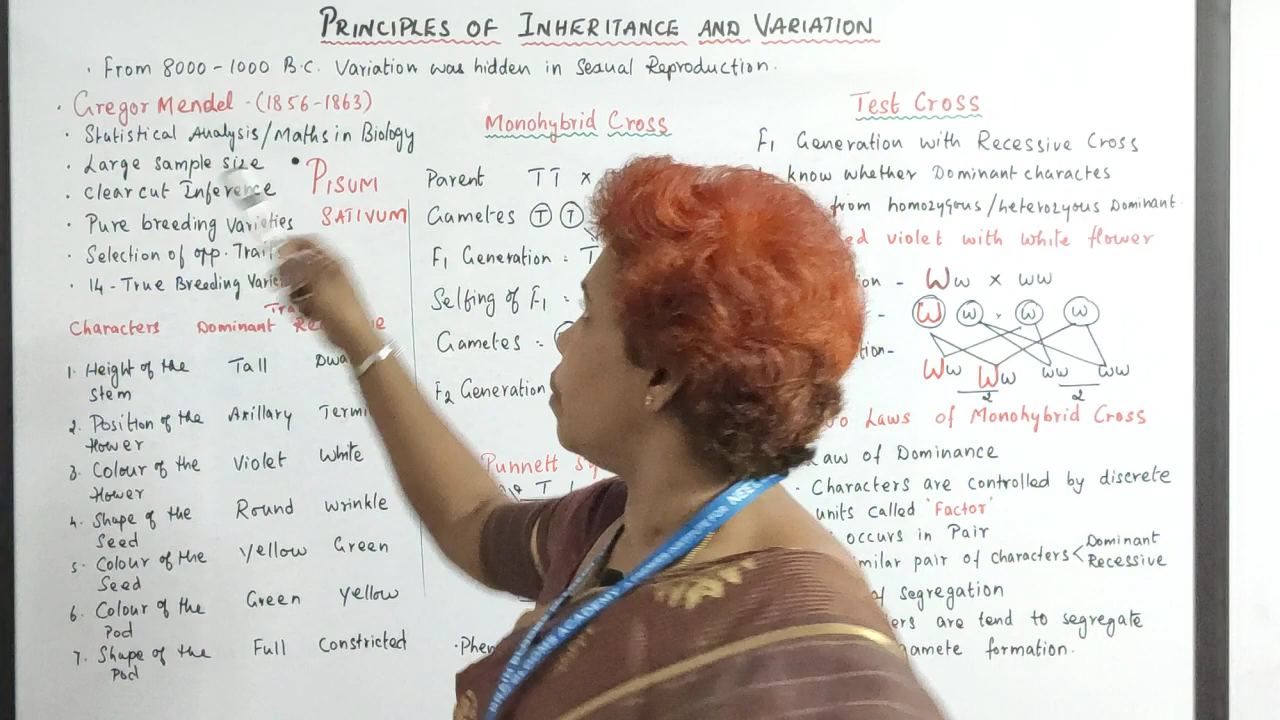 PRINCIPLES OF INHERITANCE AND VARIATION
· From 8000-1000 B.C. Variation was hidden in Sexual Reproduction.
· Gregor Mendel - (1856-1863)
· Statistical Analysis/Maths in Biology
· Large sample size
· Clear cut Inference
· Pure breeding varieties
· Selection of opp.
· 14 - True Breeding
• PISUM
SATIVUM
Characters Dominant
1. Height of the Stem Tall
2. Position of the flower Axillary
3. Colour of the flower Violet White
4. Shape of the Seed Round wrinkle
5. Colour of the Seed Yellow Green
6. Colour of the Pod Green yellow
7. Shape of the Pod Full Constricted
Monohybrid Cross
Parent TT ×
Gametes T T
F1 Generation :
Selfing of F1 :
Gametes :
F2 Generation
Punnett
Test Cross
F1 Generation with Recessive Cross
know whether Dominant charactes
from homozygous/heterozyous Dominant.
violet with white flower
- Ww × ww
- W w · w w
Ww Ww ww ww
2 2
Laws of Monohybrid Cross
Law of Dominance
· Characters are controlled by discrete
units called 'Factor'
occurs in Pair
pair of characters < Dominant
Recessive
of segregation
are tend to segregate
gamete formation.